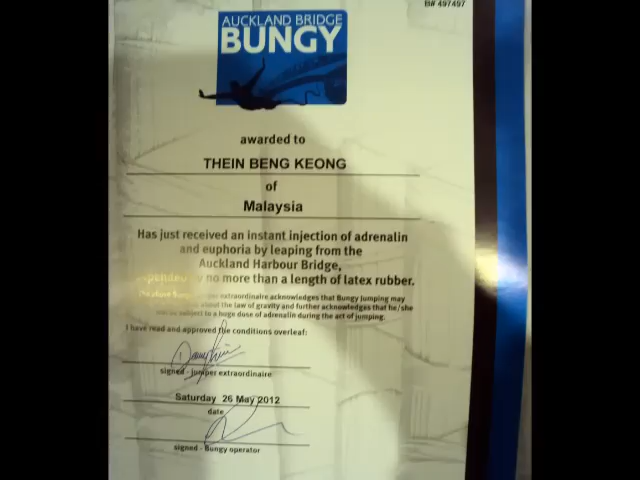 B# 497497
AUCKLAND BRIDGE
BUNGY
awarded to
THEIN BENG KEONG
of
Malaysia
Has just received an instant injection of adrenalin
and euphoria by leaping from the
Auckland Harbour Bridge,
no more than a length of latex rubber.
extraordinaire acknowledges that Bungy Jumping may
about the law of gravity and further acknowledges that he/she
subject to a huge dose of adrenalin during the art of jumping.
I have read and approved the conditions overleaf:
signed - jumper extraordinaire
Saturday 26 May 2012
date
signed - Bungy operator